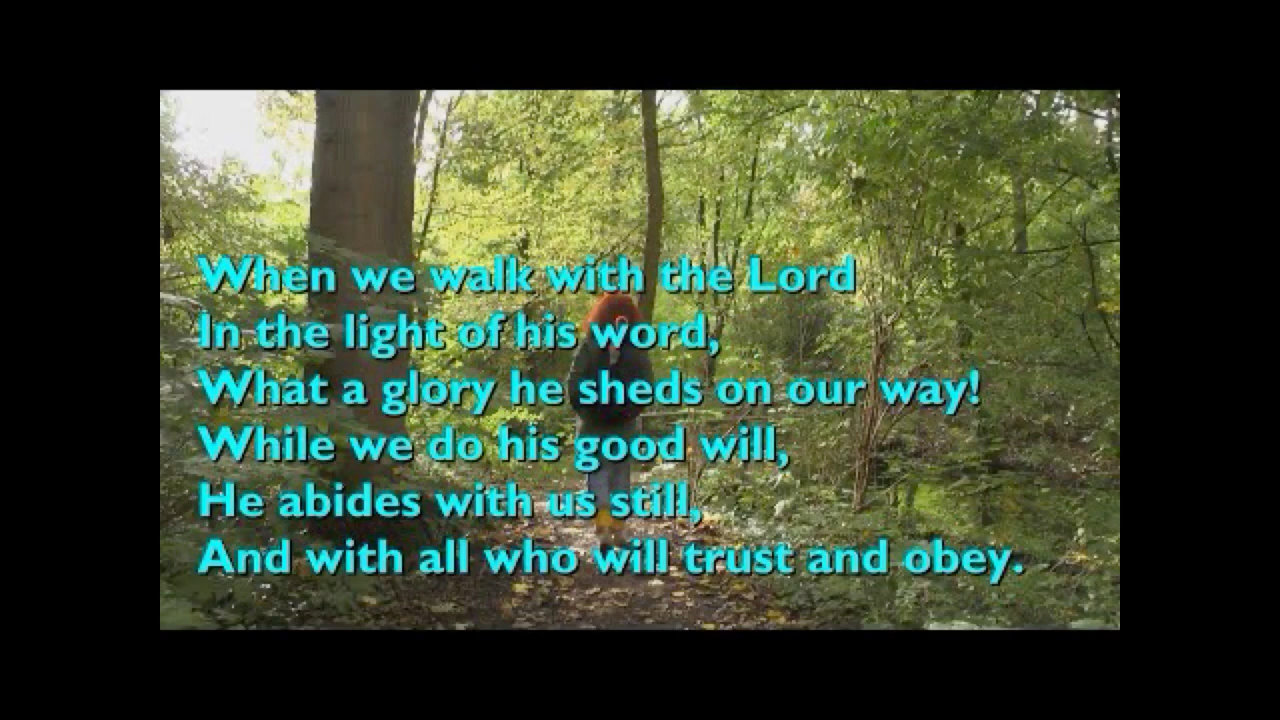 When we walk with the Lord
In the light of his word,
What a glory he sheds on our way!
While we do his good will,
He abides with us still,
And with all who will trust and obey.